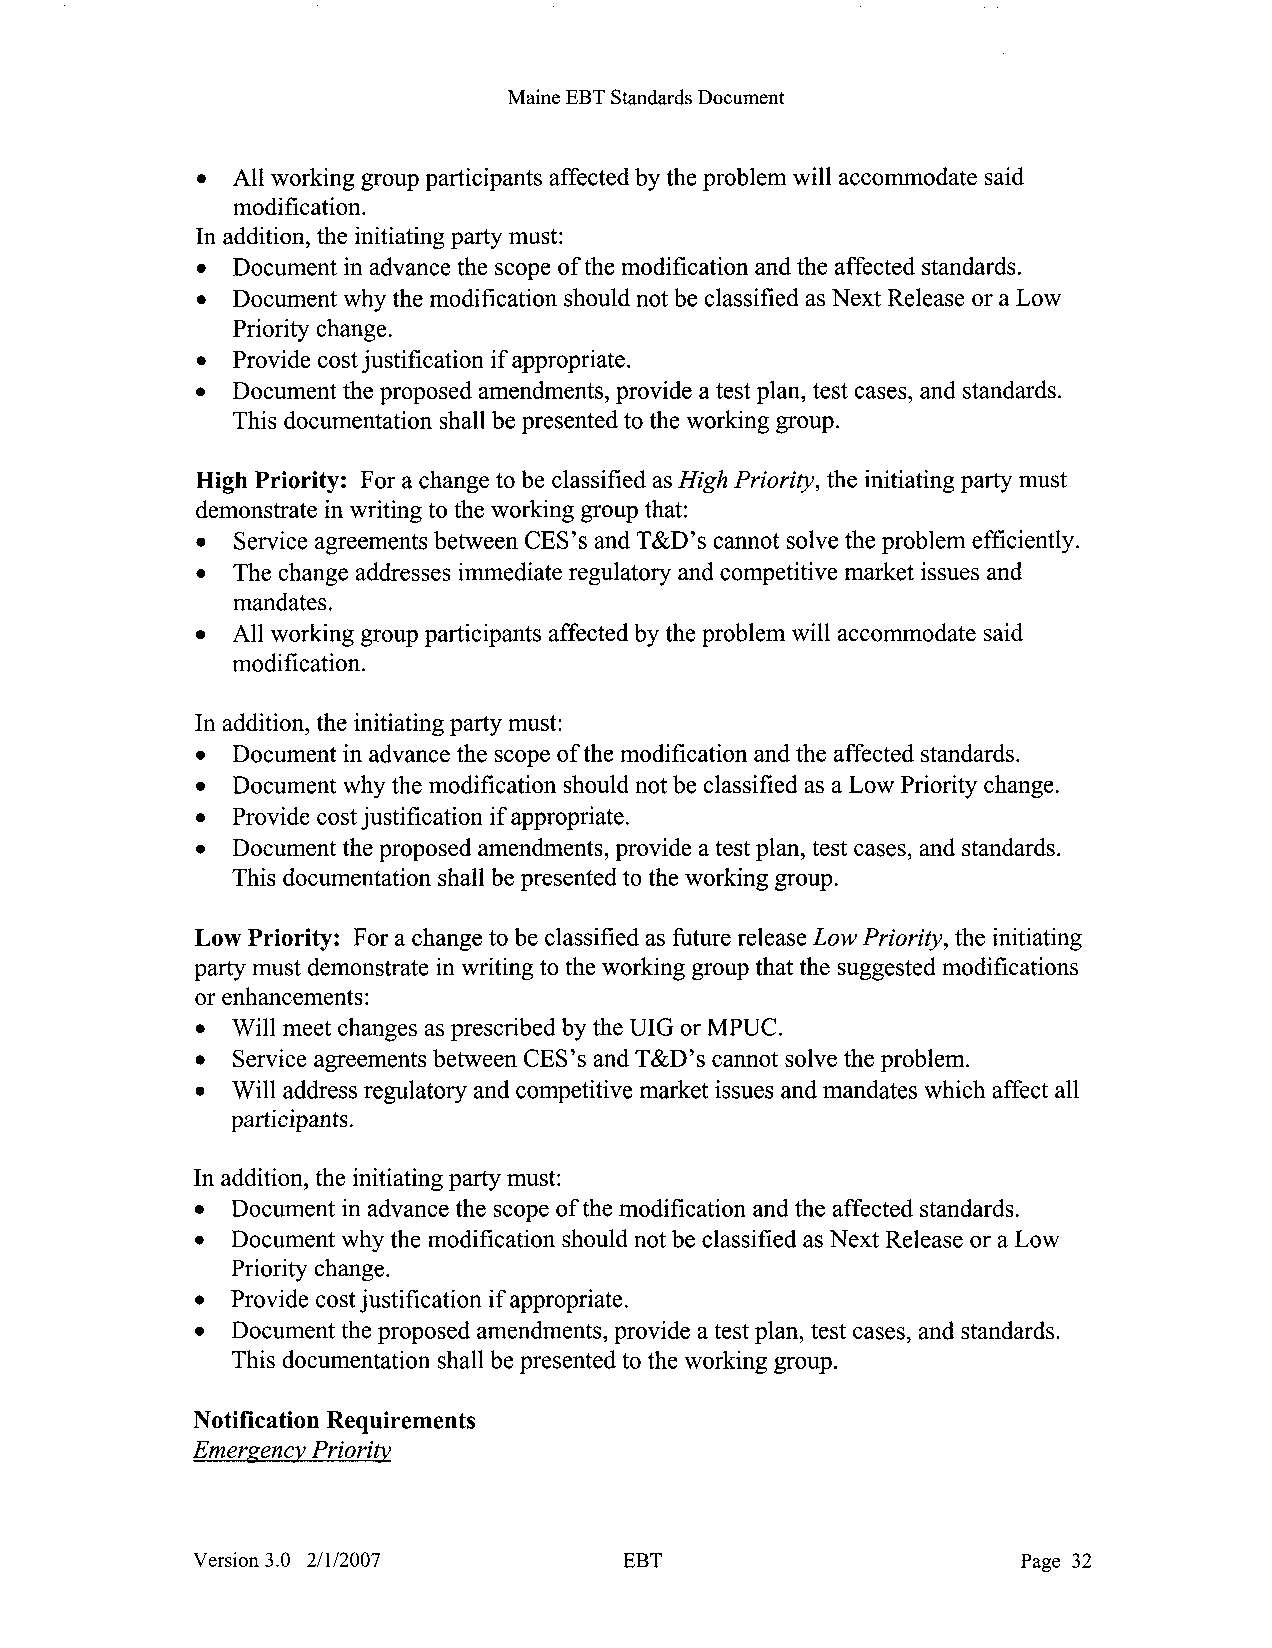 Maine EBT Standards Document
• All working group participants affected by the problem will accommodate said
modification.
In addition, the initiating party must:
• Document in advance the scope of the modification and the affected standards.
• Document why the modification should not be classified as Next Release or a Low
Priority change.
• Provide cost justification if appropriate.
• Document the proposed amendments, provide a test plan, test cases, and standards.
This documentation shall be presented to the working group.
High Priority: For a change to be classified as High Priority, the initiating party must
demonstrate in writing to the working group that:
• Service agreements between CES's and T&D's cannot solve the problem efficiently.
• The change addresses immediate regulatory and competitive market issues and
mandates.
• All working group participants affected by the problem will accommodate said
modification.
In addition, the initiating party must:
• Document in advance the scope of the modification and the affected standards.
• Document why the modification should not be classified as a Low Priority change.
• Provide cost justification if appropriate.
• Document the proposed amendments, provide a test plan, test cases, and standards.
This documentation shall be presented to the working group.
Low Priority: For a change to be classified as future release Low Priority, the initiating
party must demonstrate in writing to the working group that the suggested modifications
or enhancements:
• Will meet changes as prescribed by the UIG or MPUC.
• Service agreements between CES's and T&D's cannot solve the problem.
• Will address regulatory and competitive market issues and mandates which affect all
participants.
In addition, the initiating party must:
• Document in advance the scope of the modification and the affected standards.
• Document why the modification should not be classified as Next Release or a Low
Priority change.
• Provide cost justification if appropriate.
• Document the proposed amendments, provide a test plan, test cases, and standards.
This documentation shall be presented to the working group.
Notification Requirements
Emergency Priority
Version 3.0 2/1/2007 EBT Page 32